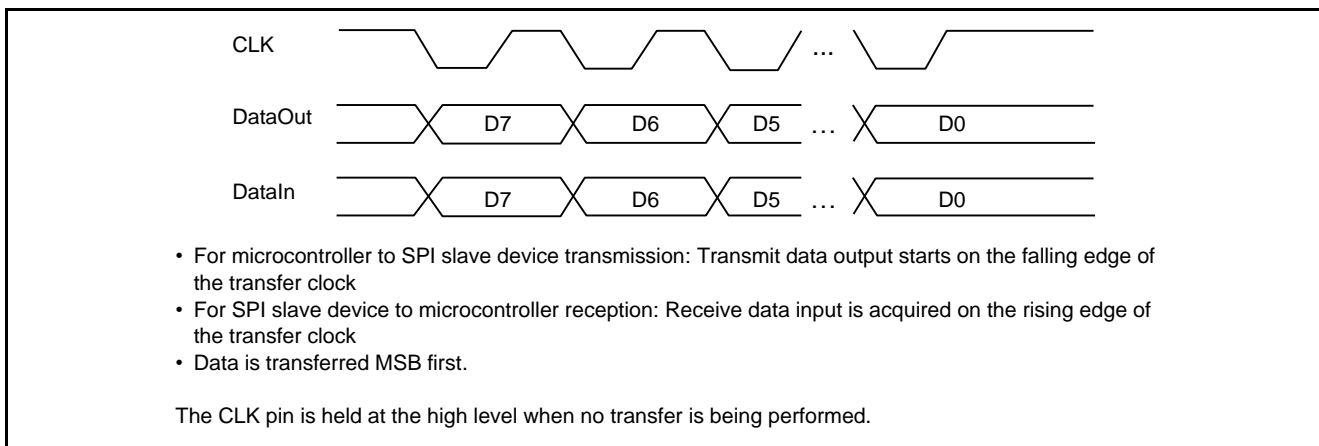 CLK ...
DataOut D7 D6 D5 ... D0
DataIn D7 D6 D5 ... D0
• For microcontroller to SPI slave device transmission: Transmit data output starts on the falling edge of
the transfer clock
• For SPI slave device to microcontroller reception: Receive data input is acquired on the rising edge of
the transfer clock
• Data is transferred MSB first.
The CLK pin is held at the high level when no transfer is being performed.